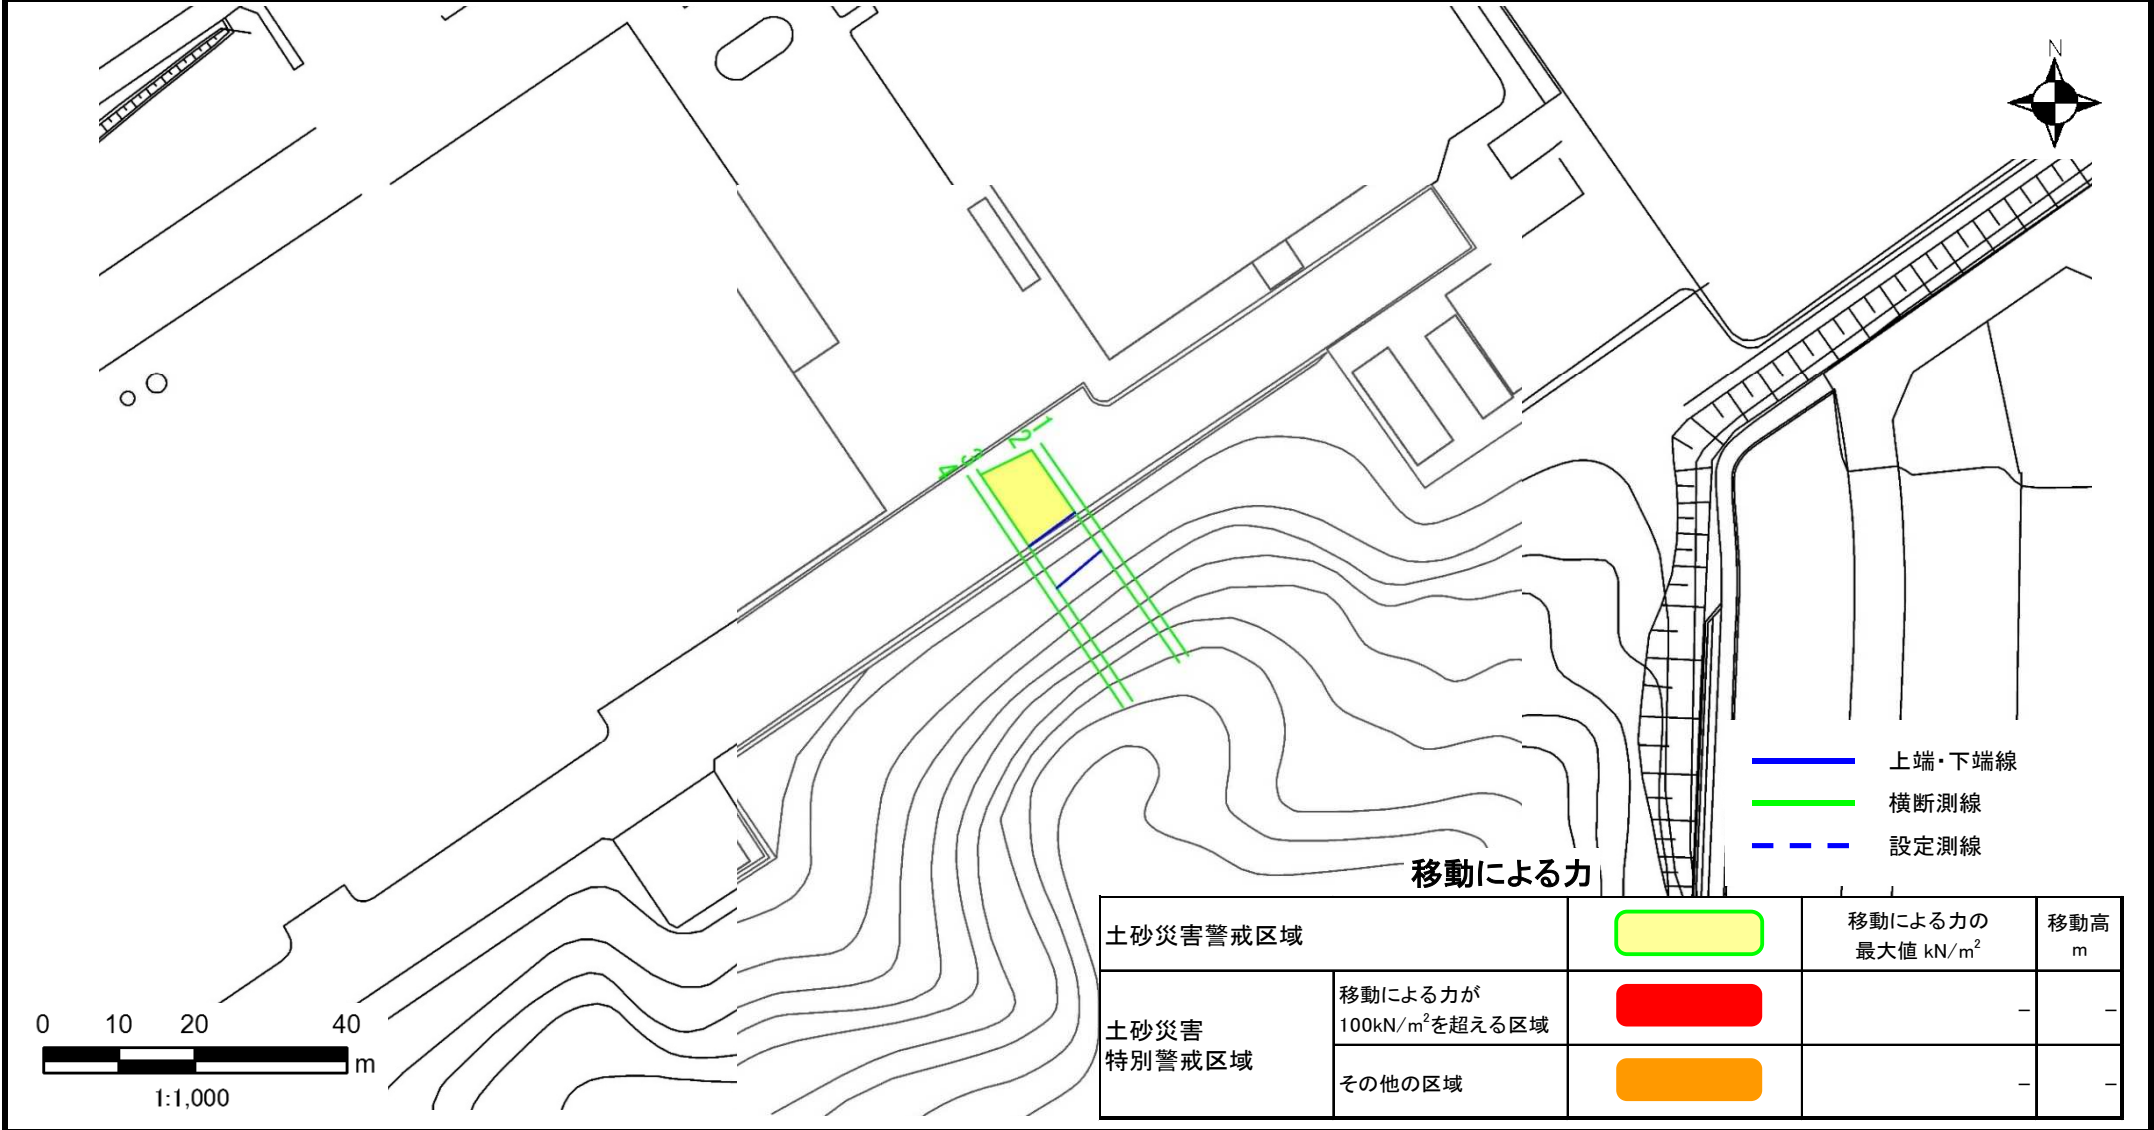 N
1
2
3
4
上端・下端線
横断測線
設定測線
移動による力
土砂災害警戒区域
移動による力の
最大値 kN/m²
移動高
m
土砂災害
特別警戒区域
移動による力が
100kN/m²を超える区域
−
−
その他の区域
−
−
0 10 20 40
m
1:1,000